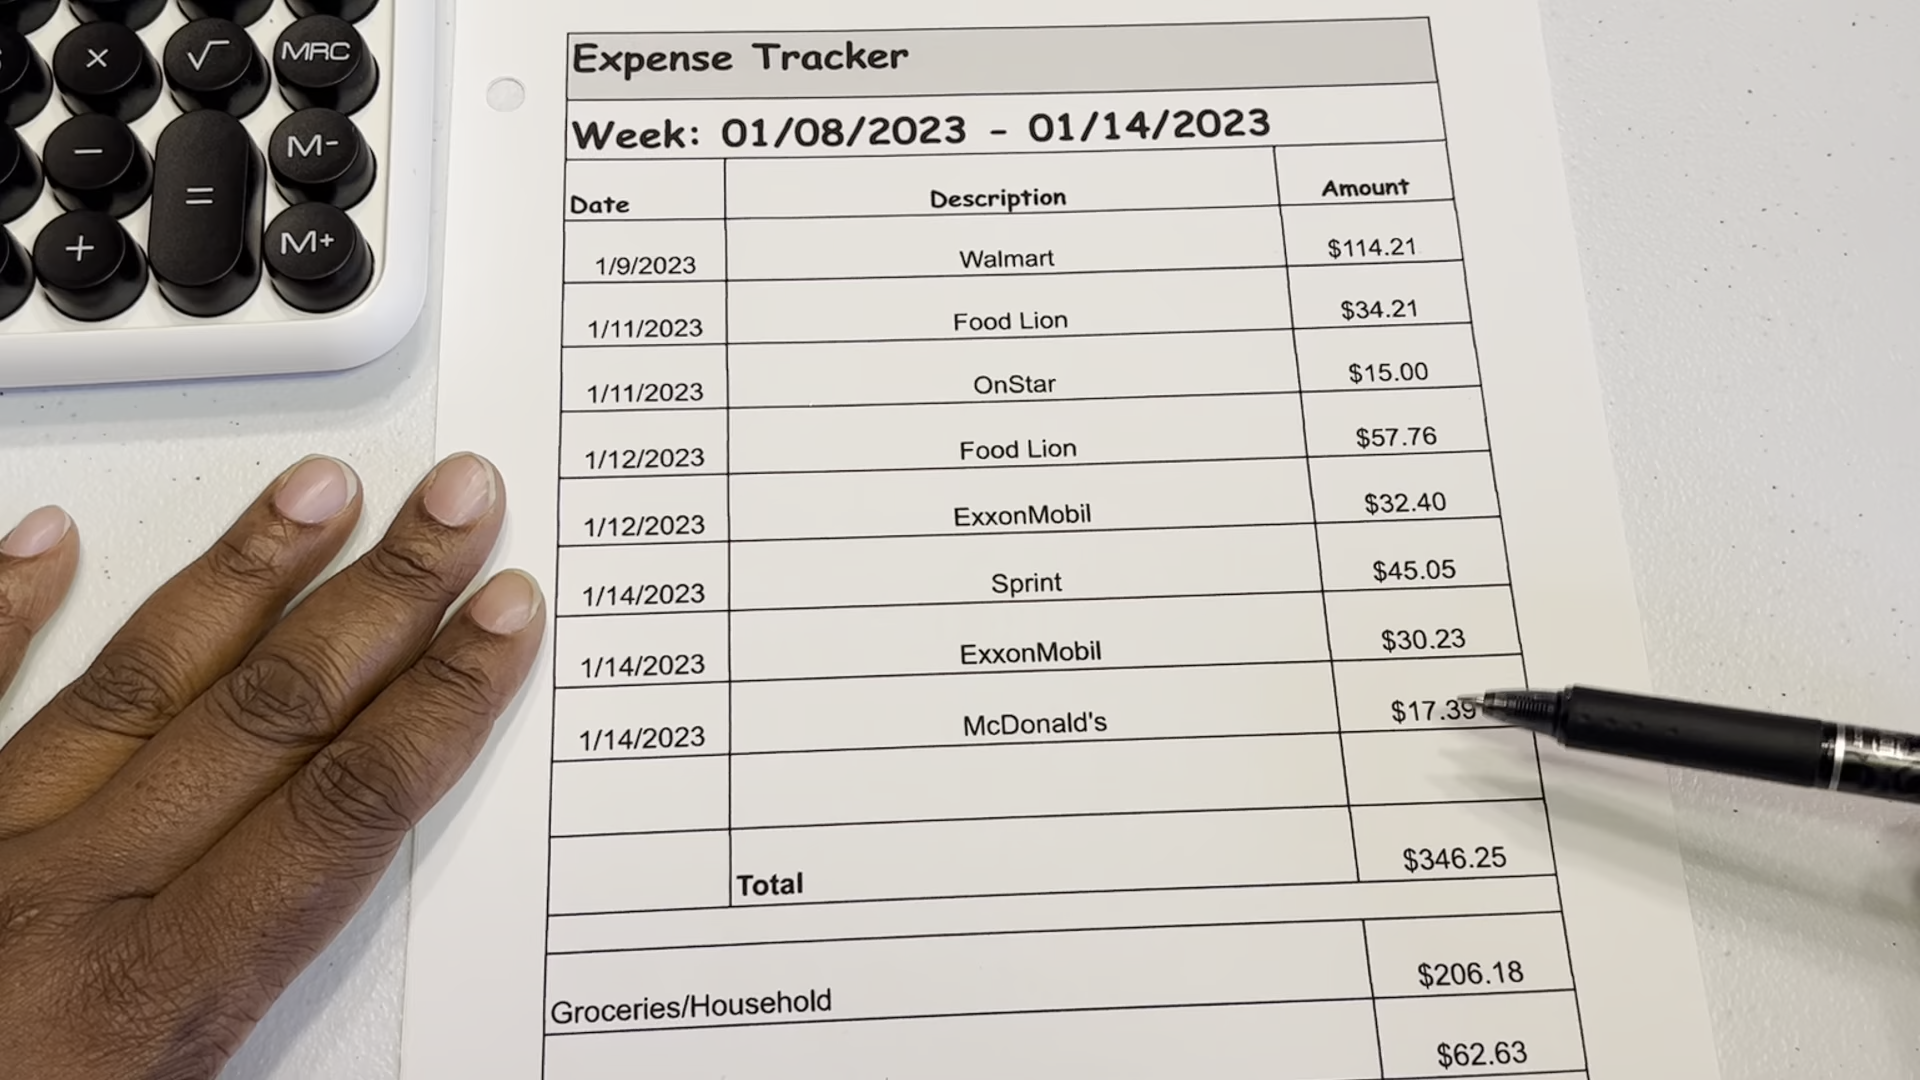 × √ MRC
− = M-
+ M+
Expense Tracker
Week: 01/08/2023 - 01/14/2023
Date Description Amount
1/9/2023 Walmart $114.21
1/11/2023 Food Lion $34.21
1/11/2023 OnStar $15.00
1/12/2023 Food Lion $57.76
1/12/2023 ExxonMobil $32.40
1/14/2023 Sprint $45.05
1/14/2023 ExxonMobil $30.23
1/14/2023 McDonald's $17.39
Total $346.25
Groceries/Household $206.18
$62.63